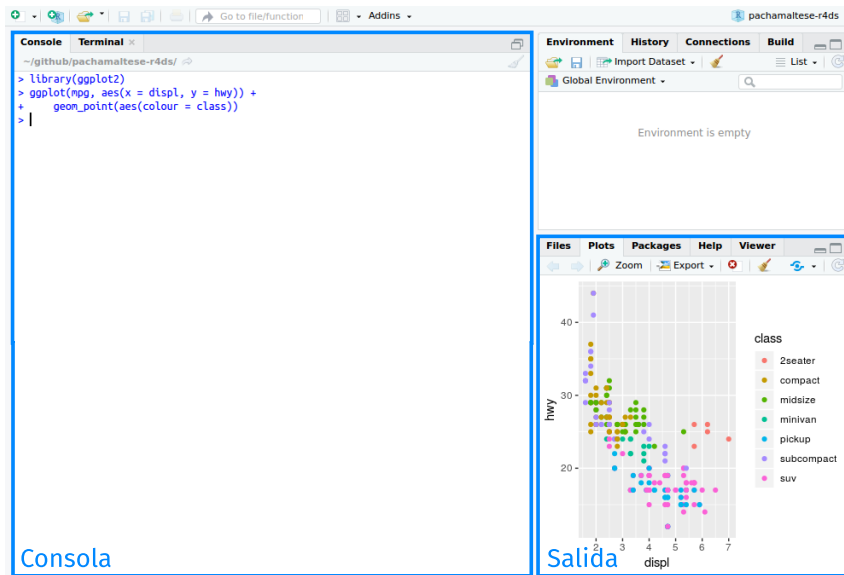 Go to file/function
Addins
pachamaltese-r4ds
Console Terminal
~/github/pachamaltese-r4ds/
> library(ggplot2)
> ggplot(mpg, aes(x = displ, y = hwy)) +
+ geom_point(aes(colour = class))
>
Consola
Environment History Connections Build
Import Dataset List
Global Environment
Environment is empty
Files Plots Packages Help Viewer
Zoom Export
40
30
20
hwy
2 3 4 5 6 7
displ
class
2seater
compact
midsize
minivan
pickup
subcompact
suv
Salida